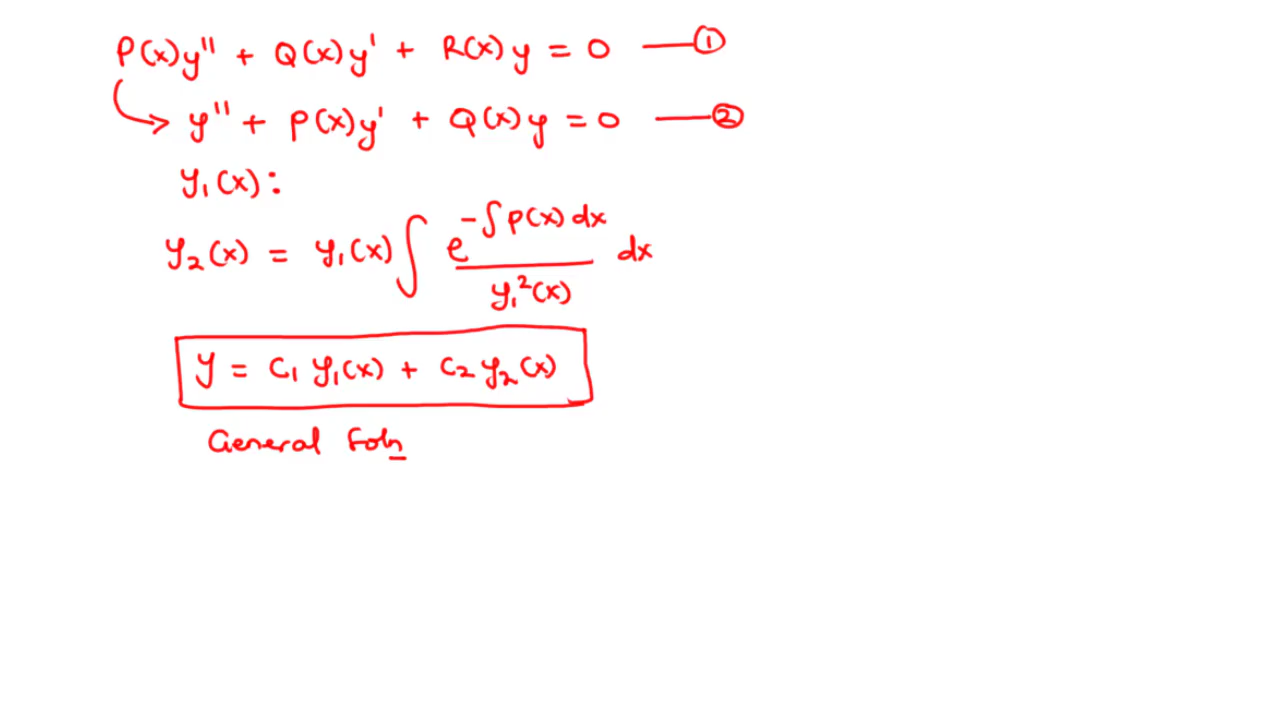 P(x)y'' + Q(x)y' + R(x)y = 0 —①
y'' + P(x)y' + Q(x)y = 0 —②
y₁(x):
y₂(x) = y₁(x) ∫ e^(-∫P(x)dx) / y₁²(x) dx
y = C₁ y₁(x) + C₂ y₂(x)
General Soln